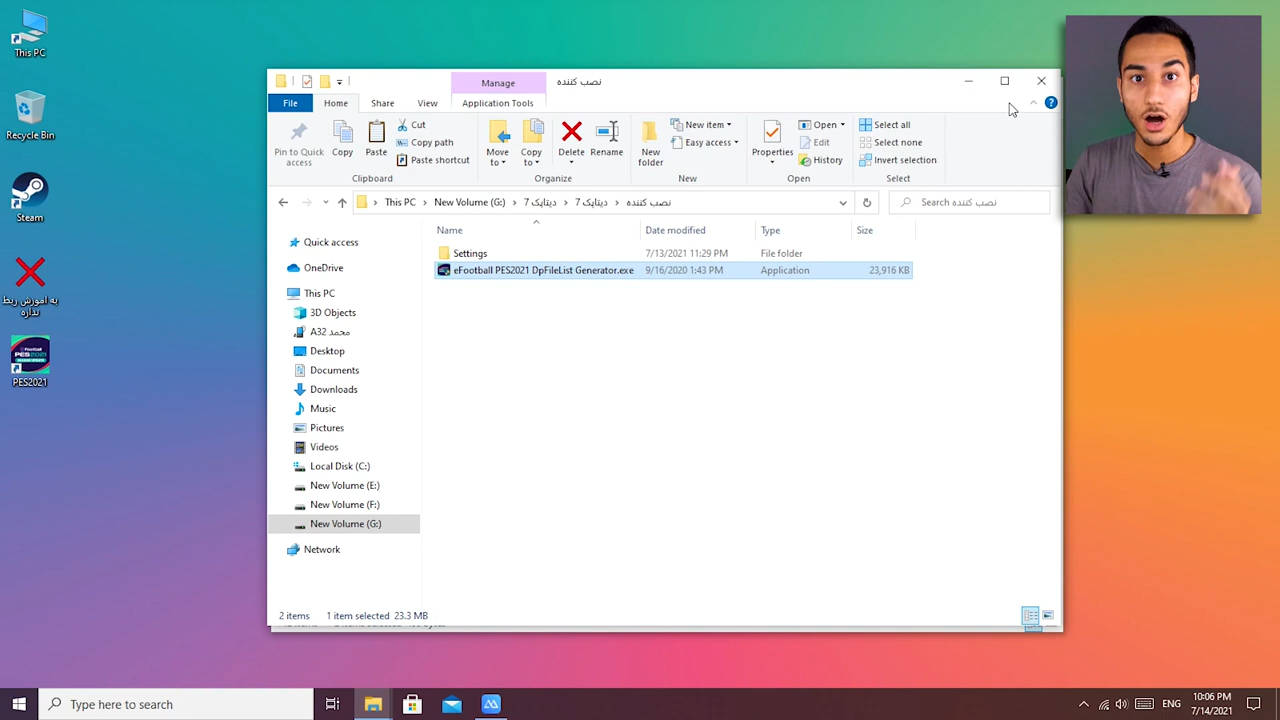 This PC
Recycle Bin
Steam
به آموزش ربط
نداره
PES2021
Manage
نصب کننده
File
Home
Share
View
Application Tools
Pin to Quick
access
Copy
Paste
Cut
Copy path
Paste shortcut
Clipboard
Move
to
Copy
to
Delete
Rename
Organize
New
folder
New item
Easy access
New
Properties
Open
Edit
History
Open
Select all
Select none
Invert selection
Select
This PC > New Volume (G:) > دیتاپک 7 > دیتاپک 7 > نصب کننده
Search نصب کننده
Name
Date modified
Type
Size
Settings 7/13/2021 11:29 PM File folder
eFootball PES2021 DpFileList Generator.exe 9/16/2020 1:43 PM Application 23,916 KB
Quick access
OneDrive
This PC
3D Objects
A32 محمد
Desktop
Documents
Downloads
Music
Pictures
Videos
Local Disk (C:)
New Volume (E:)
New Volume (F:)
New Volume (G:)
Network
2 items 1 item selected 23.3 MB
Type here to search
ENG
10:06 PM
7/14/2021